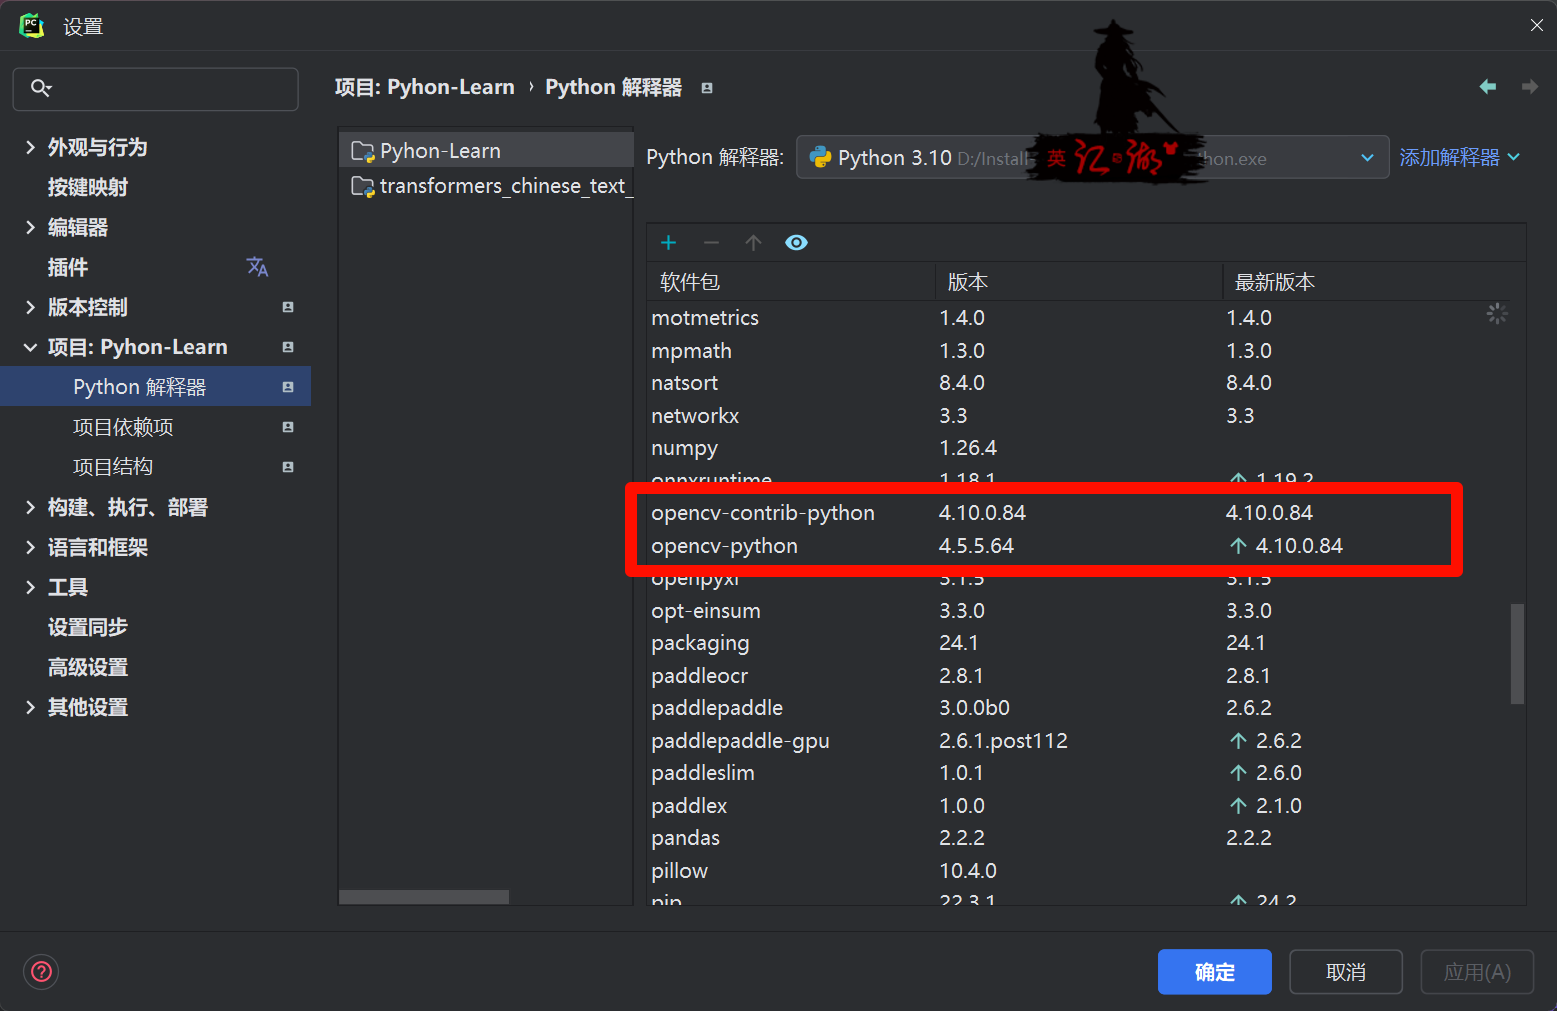 设置
项目: Pyhon-Learn › Python 解释器
外观与行为
按键映射
编辑器
插件
版本控制
项目: Pyhon-Learn
Python 解释器
项目依赖项
项目结构
构建、执行、部署
语言和框架
工具
设置同步
高级设置
其他设置
Pyhon-Learn
transformers_chinese_text_
Python 解释器: Python 3.10 D:/Install- hon.exe 添加解释器
英 记 游
软件包 版本 最新版本
motmetrics 1.4.0 1.4.0
mpmath 1.3.0 1.3.0
natsort 8.4.0 8.4.0
networkx 3.3 3.3
numpy 1.26.4
onnxruntime 1.18.1 1.19.2
opencv-contrib-python 4.10.0.84 4.10.0.84
opencv-python 4.5.5.64 4.10.0.84
openpyxl 3.1.5 3.1.5
opt-einsum 3.3.0 3.3.0
packaging 24.1 24.1
paddleocr 2.8.1 2.8.1
paddlepaddle 3.0.0b0 2.6.2
paddlepaddle-gpu 2.6.1.post112 2.6.2
paddleslim 1.0.1 2.6.0
paddlex 1.0.0 2.1.0
pandas 2.2.2 2.2.2
pillow 10.4.0
pip 22.3.1 24.2
确定 取消 应用(A)